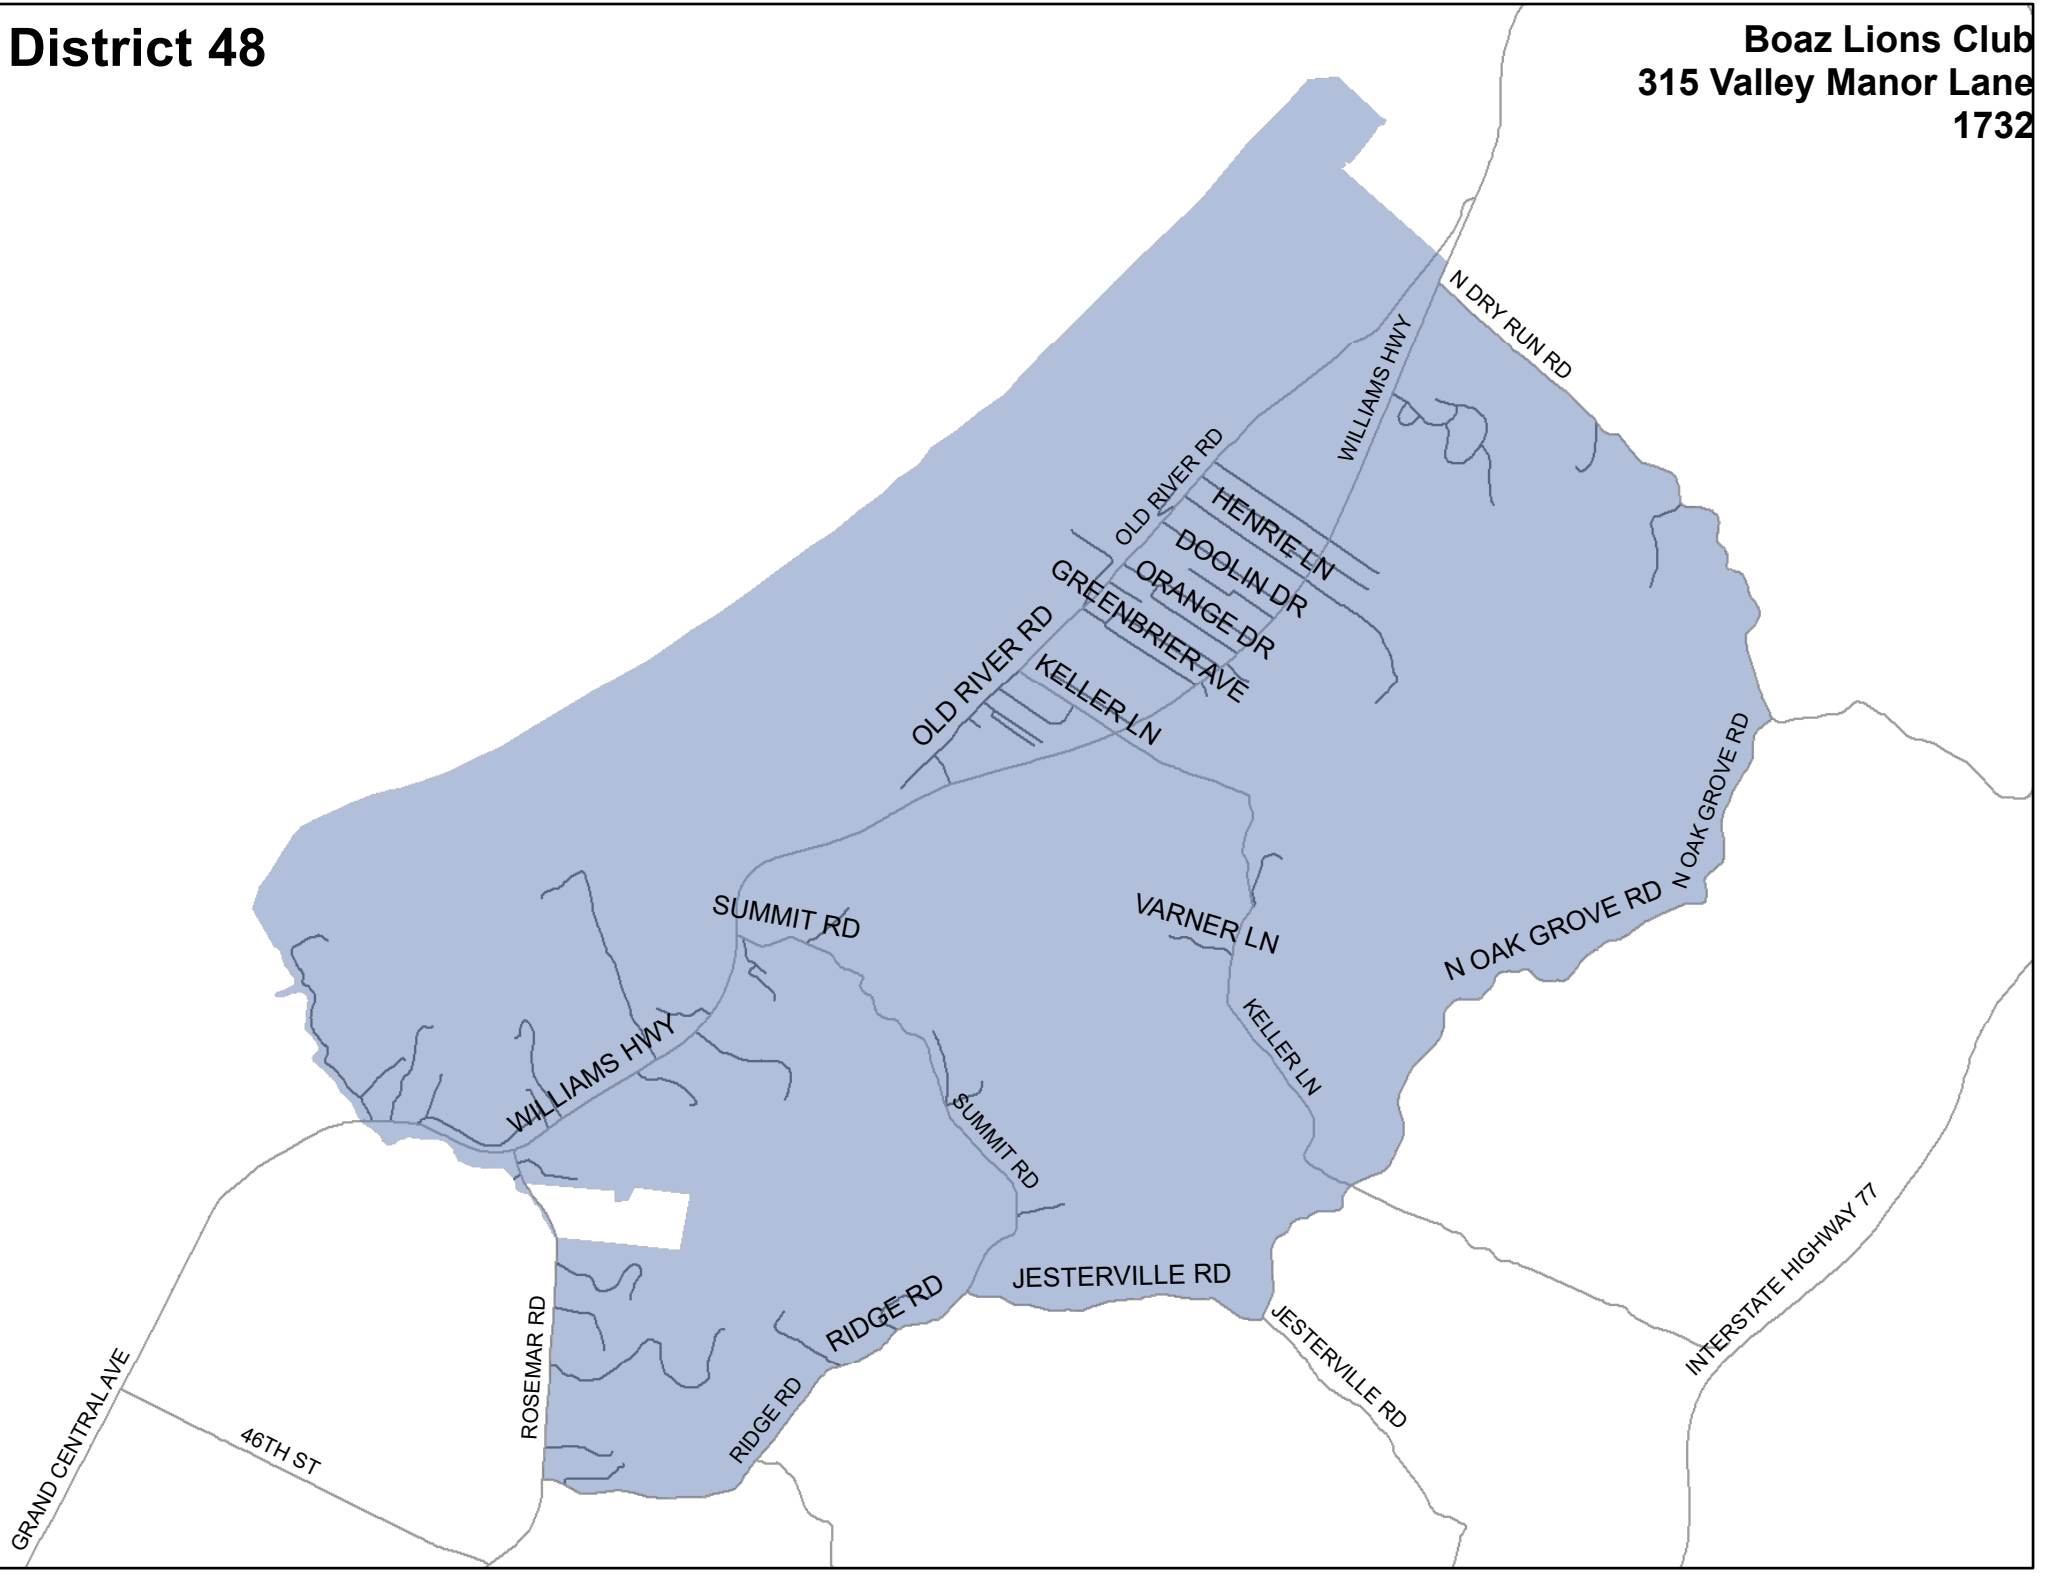 District 48
Boaz Lions Club
315 Valley Manor Lane
1732
N DRY RUN RD
WILLIAMS HWY
OLD RIVER RD
HENRIE LN
DOOLIN DR
ORANGE DR
GREENBRIER AVE
OLD RIVER RD
KELLER LN
N OAK GROVE RD
N OAK GROVE RD
SUMMIT RD
VARNER LN
KELLER LN
WILLIAMS HWY
SUMMIT RD
INTERSTATE HIGHWAY 77
JESTERVILLE RD
RIDGE RD
JESTERVILLE RD
ROSEMAR RD
RIDGE RD
GRAND CENTRAL AVE
46TH ST